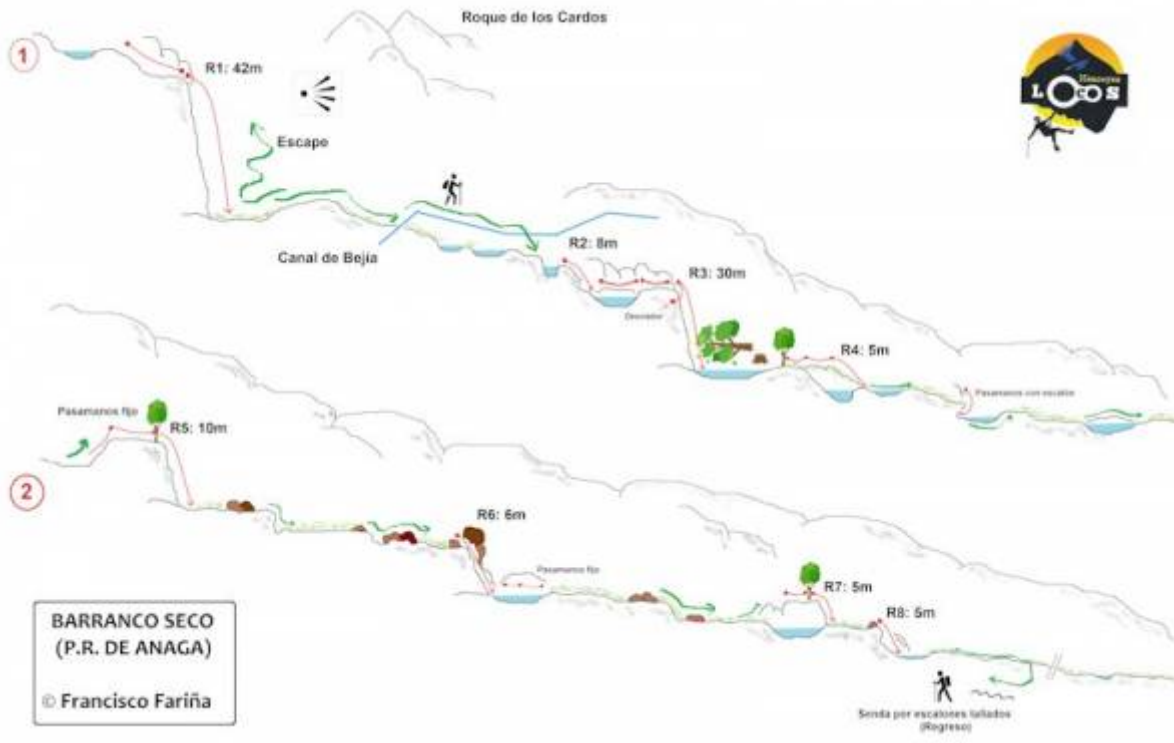 Roque de los Cardos
1
R1: 42m
Escape
Canal de Bejía
R2: 8m
R3: 30m
Desviador
R4: 5m
Pasamanos con escalón
LOcOS
2
Pasamanos fijo
R5: 10m
R6: 6m
Pasamanos fijo
R7: 5m
R8: 5m
Senda por escalones tallados
(Regreso)
BARRANCO SECO
(P.R. DE ANAGA)
© Francisco Fariña